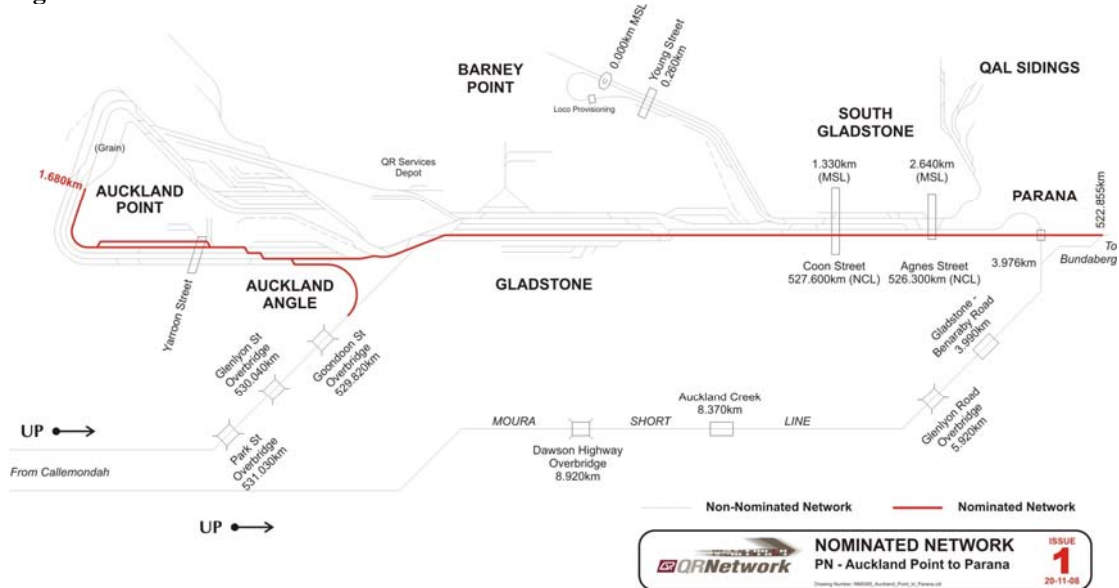 0.000km MSL
Young Street
0.260km
BARNEY
POINT
QAL SIDINGS
Loco Provisioning
SOUTH
GLADSTONE
(Grain)
QR Services
Depot
1.330km
(MSL)
2.640km
(MSL)
1.680km
AUCKLAND
POINT
PARANA
522.855km
To
Bundaberg
3.976km
Coon Street
527.600km (NCL)
Agnes Street
526.300km (NCL)
GLADSTONE
AUCKLAND
ANGLE
Yarroon Street
Gladstone -
Benaraby Road
3.990km
Glenlyon St
Overbridge
530.040km
Goondoon St
Overbridge
529.820km
Auckland Creek
8.370km
Glenlyon Road
Overbridge
5.920km
MOURA SHORT LINE
UP
Park St
Overbridge
531.030km
Dawson Highway
Overbridge
8.920km
From Callemondah
UP
Non-Nominated Network Nominated Network
QRNetwork
NOMINATED NETWORK
PN - Auckland Point to Parana
ISSUE
1
20-11-08